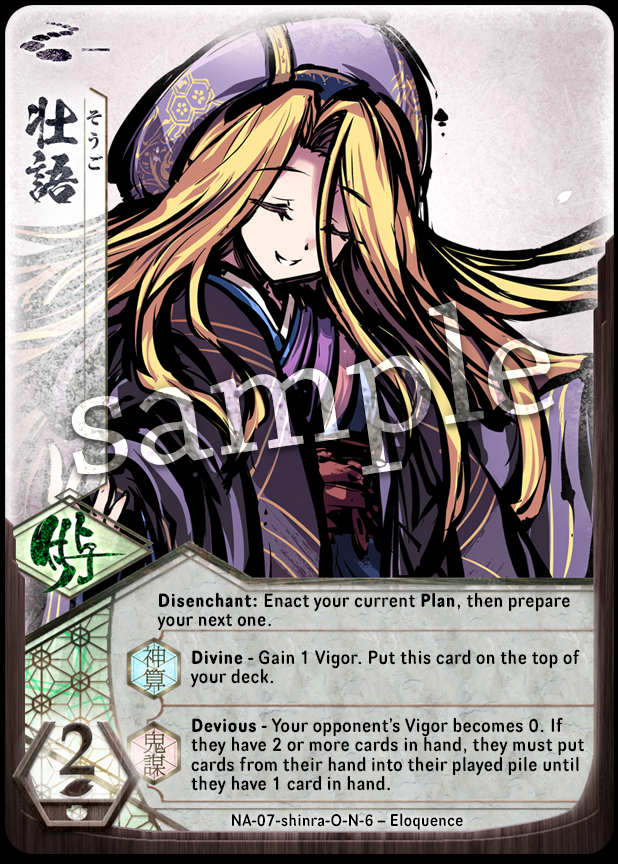 壮語
そうご
sample
付与
Disenchant: Enact your current Plan, then prepare
your next one.
神算
Divine - Gain 1 Vigor. Put this card on the top of
your deck.
鬼謀
Devious - Your opponent's Vigor becomes 0. If
they have 2 or more cards in hand, they must put
cards from their hand into their played pile until
they have 1 card in hand.
2
NA-07-shinra-O-N-6 – Eloquence